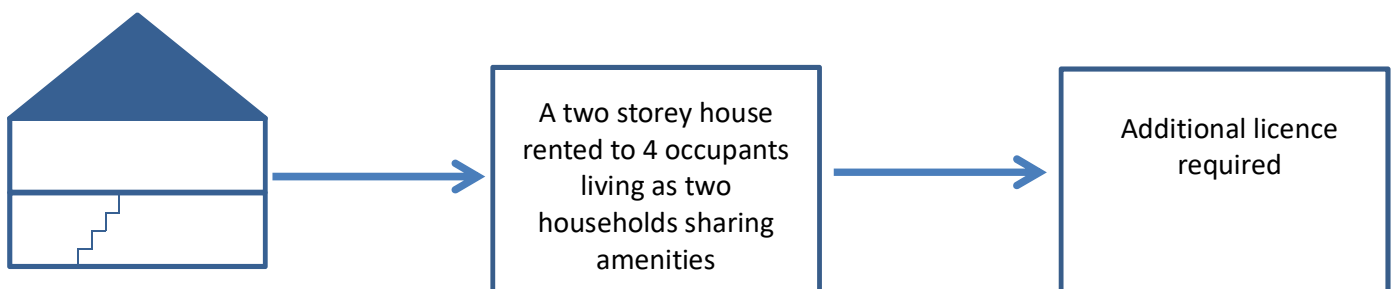 A two storey house
rented to 4 occupants
living as two
households sharing
amenities
Additional licence
required